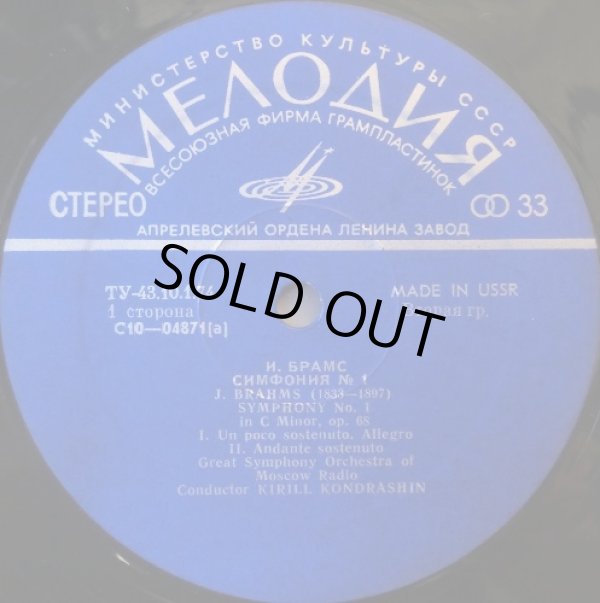 МИНИСТЕРСТВО КУЛЬТУРЫ СССР
МЕЛОДИЯ
ВСЕСОЮЗНАЯ ФИРМА ГРАМПЛАСТИНОК
СТЕРЕО 33
АПРЕЛЕВСКИЙ ОРДЕНА ЛЕНИНА ЗАВОД
SOLD OUT
MADE IN USSR
1 сторона
Вторая гр.
С10—04871(a)
И. БРАМС
СИМФОНИЯ № 1
J. BRAHMS (1833—1897)
SYMPHONY No. 1
in C Minor, op. 68
I. Un poco sostenuto. Allegro
II. Andante sostenuto
Great Symphony Orchestra of
Moscow Radio
Conductor KIRILL KONDRASHIN